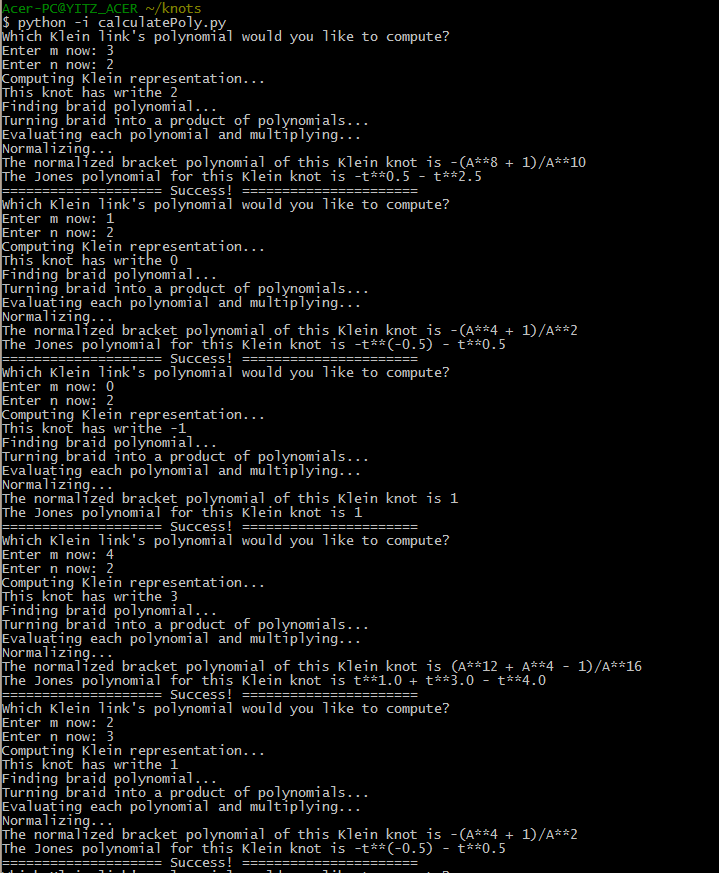 Acer-PC@YITZ_ACER ~/knots
$ python -i calculatePoly.py
Which Klein link's polynomial would you like to compute?
Enter m now: 3
Enter n now: 2
Computing Klein representation...
This knot has writhe 2
Finding braid polynomial...
Turning braid into a product of polynomials...
Evaluating each polynomial and multiplying...
Normalizing...
The normalized bracket polynomial of this Klein knot is -(A**8 + 1)/A**10
The Jones polynomial for this Klein knot is -t**0.5 - t**2.5
==================== Success! ======================
Which Klein link's polynomial would you like to compute?
Enter m now: 1
Enter n now: 2
Computing Klein representation...
This knot has writhe 0
Finding braid polynomial...
Turning braid into a product of polynomials...
Evaluating each polynomial and multiplying...
Normalizing...
The normalized bracket polynomial of this Klein knot is -(A**4 + 1)/A**2
The Jones polynomial for this Klein knot is -t**(-0.5) - t**0.5
==================== Success! ======================
Which Klein link's polynomial would you like to compute?
Enter m now: 0
Enter n now: 2
Computing Klein representation...
This knot has writhe -1
Finding braid polynomial...
Turning braid into a product of polynomials...
Evaluating each polynomial and multiplying...
Normalizing...
The normalized bracket polynomial of this Klein knot is 1
The Jones polynomial for this Klein knot is 1
==================== Success! ======================
Which Klein link's polynomial would you like to compute?
Enter m now: 4
Enter n now: 2
Computing Klein representation...
This knot has writhe 3
Finding braid polynomial...
Turning braid into a product of polynomials...
Evaluating each polynomial and multiplying...
Normalizing...
The normalized bracket polynomial of this Klein knot is (A**12 + A**4 - 1)/A**16
The Jones polynomial for this Klein knot is t**1.0 + t**3.0 - t**4.0
==================== Success! ======================
Which Klein link's polynomial would you like to compute?
Enter m now: 2
Enter n now: 3
Computing Klein representation...
This knot has writhe 1
Finding braid polynomial...
Turning braid into a product of polynomials...
Evaluating each polynomial and multiplying...
Normalizing...
The normalized bracket polynomial of this Klein knot is -(A**4 + 1)/A**2
The Jones polynomial for this Klein knot is -t**(-0.5) - t**0.5
==================== Success! ======================